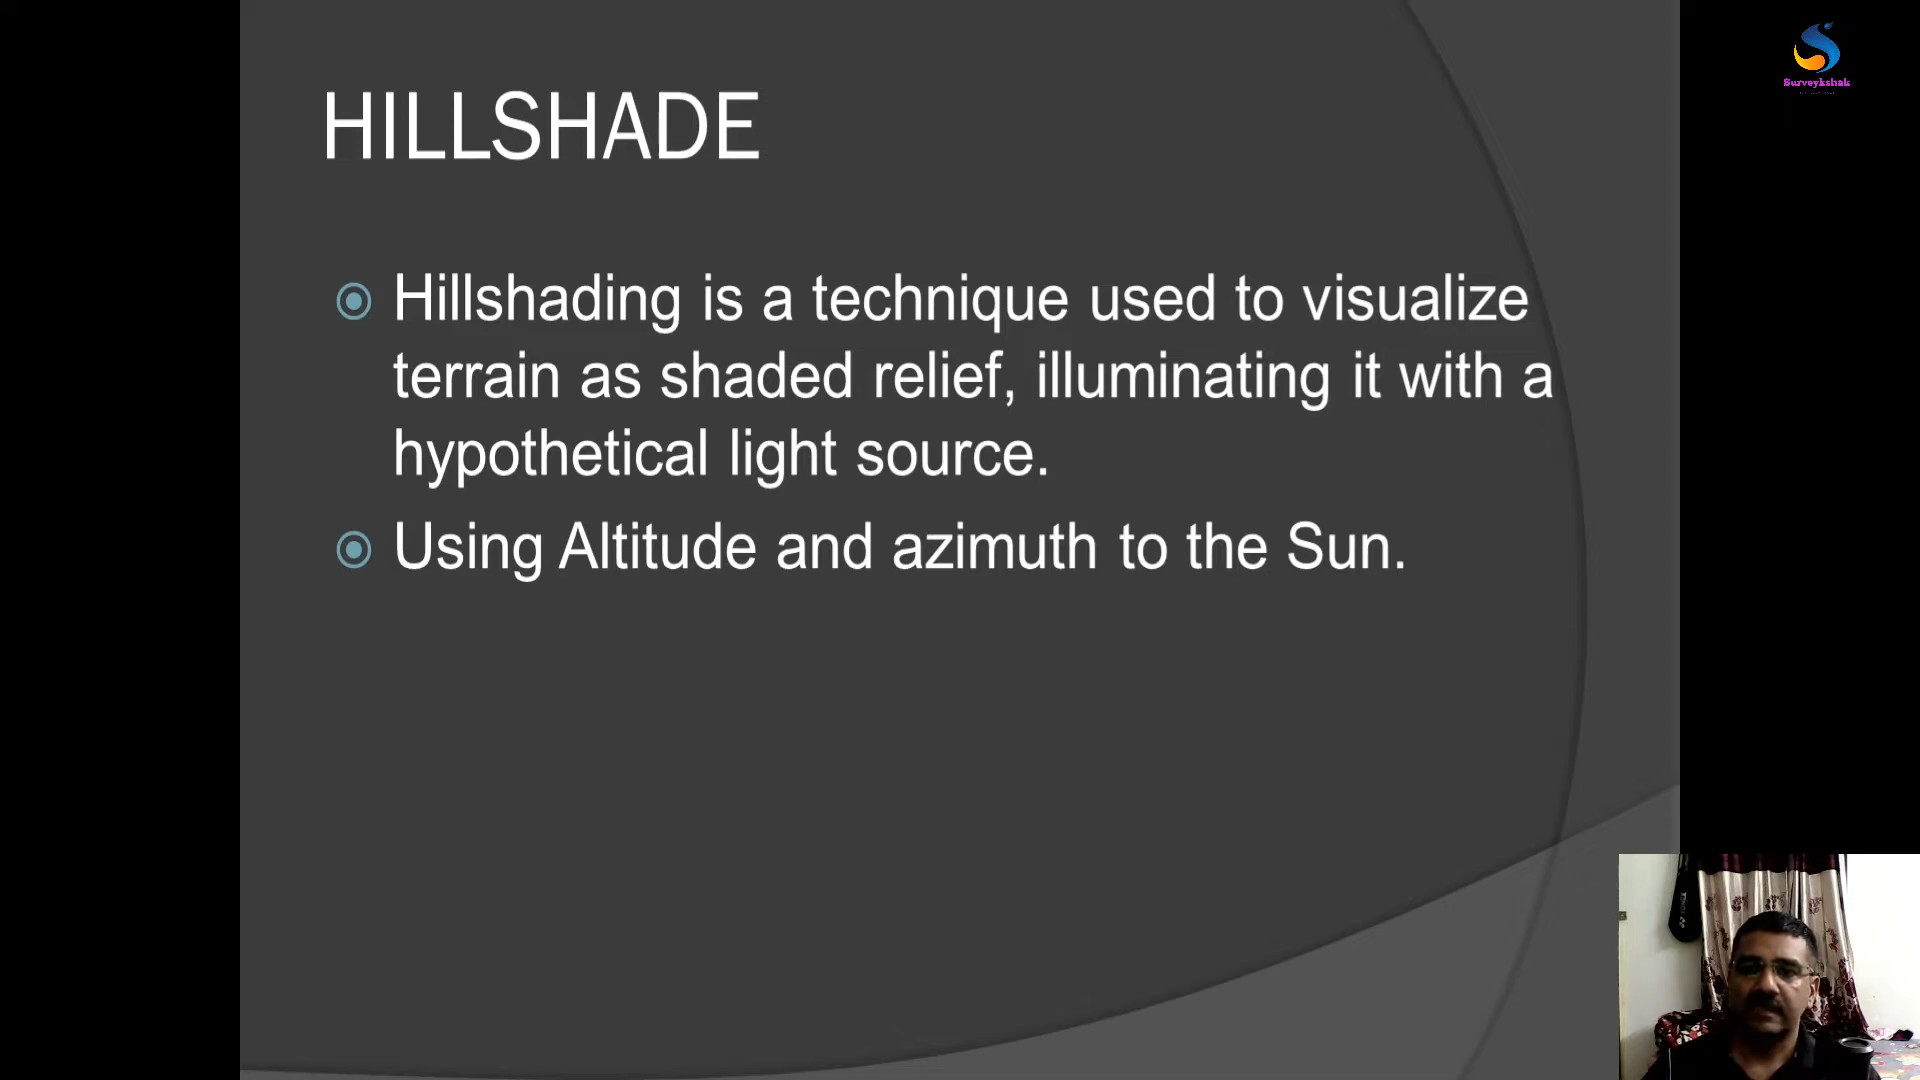 Surveykshak
HILLSHADE
Hillshading is a technique used to visualize
terrain as shaded relief, illuminating it with a
hypothetical light source.
Using Altitude and azimuth to the Sun.
YONEX